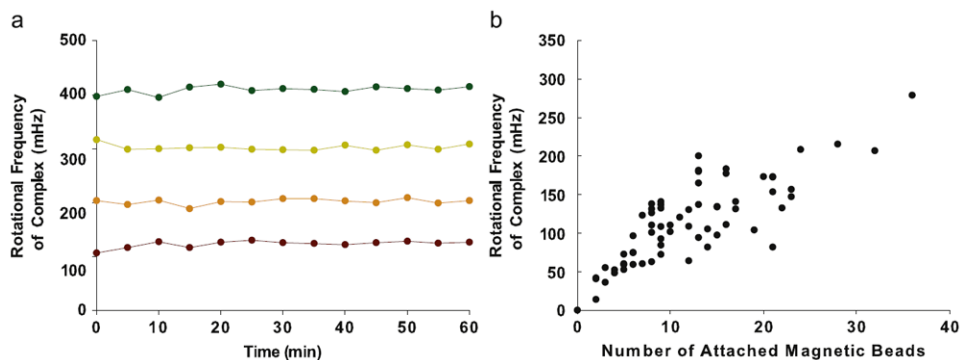 a
500
400
300
200
100
0
Rotational Frequency
of Complex (mHz)
0 10 20 30 40 50 60
Time (min)
b
350
300
250
200
150
100
50
0
Rotational Frequency
of Complex (mHz)
0 10 20 30 40
Number of Attached Magnetic Beads